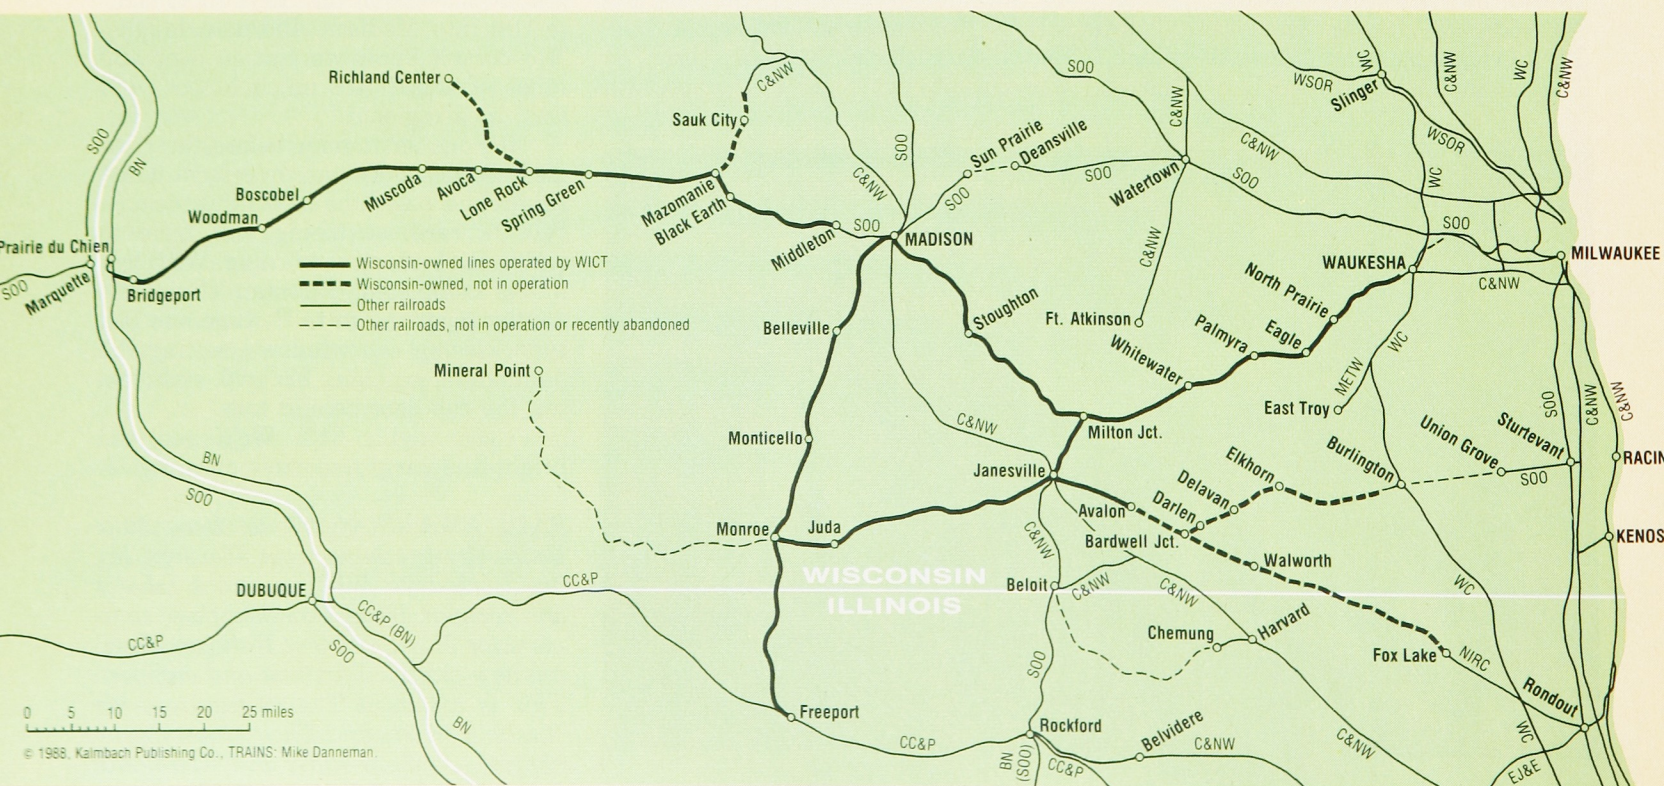 Richland Center
Sauk City
C&NW
SOO
SOO
C&NW
WSOR
WC
Slinger
C&NW
WC
C&NW
SOO
BN
Boscobel
Woodman
Muscoda
Avoca
Lone Rock
Spring Green
Mazomanie
Black Earth
Middleton
SOO
C&NW
SOO
Sun Prairie
Deansville
SOO
Watertown
C&NW
SOO
WSOR
WC
SOO
Prairie du Chien
SOO
Marquette
Bridgeport
MADISON
C&NW
WAUKESHA
MILWAUKEE
C&NW
Wisconsin-owned lines operated by WICT
Wisconsin-owned, not in operation
Other railroads
Other railroads, not in operation or recently abandoned
Belleville
Stoughton
Ft. Atkinson
North Prairie
Eagle
Palmyra
Whitewater
WC
METW
East Troy
Mineral Point
Monticello
C&NW
Milton Jct.
Burlington
Union Grove
Sturtevant
SOO
C&NW
C&NW
RACIN
SOO
BN
SOO
Janesville
Avalon
Darlen
Delavan
Elkhorn
Bardwell Jct.
Monroe
Juda
C&NW
Walworth
KENOS
WISCONSIN
ILLINOIS
DUBUQUE
CC&P
CC&P (BN)
CC&P
SOO
Beloit
C&NW
C&NW
WC
Chemung
Harvard
Fox Lake
NIRC
Rondout
SOO
BN
Freeport
CC&P
Rockford
BN
(SOO)
CC&P
Belvidere
C&NW
C&NW
WC
EJ&E
0 5 10 15 20 25 miles
© 1988, Kalmbach Publishing Co., TRAINS: Mike Danneman.